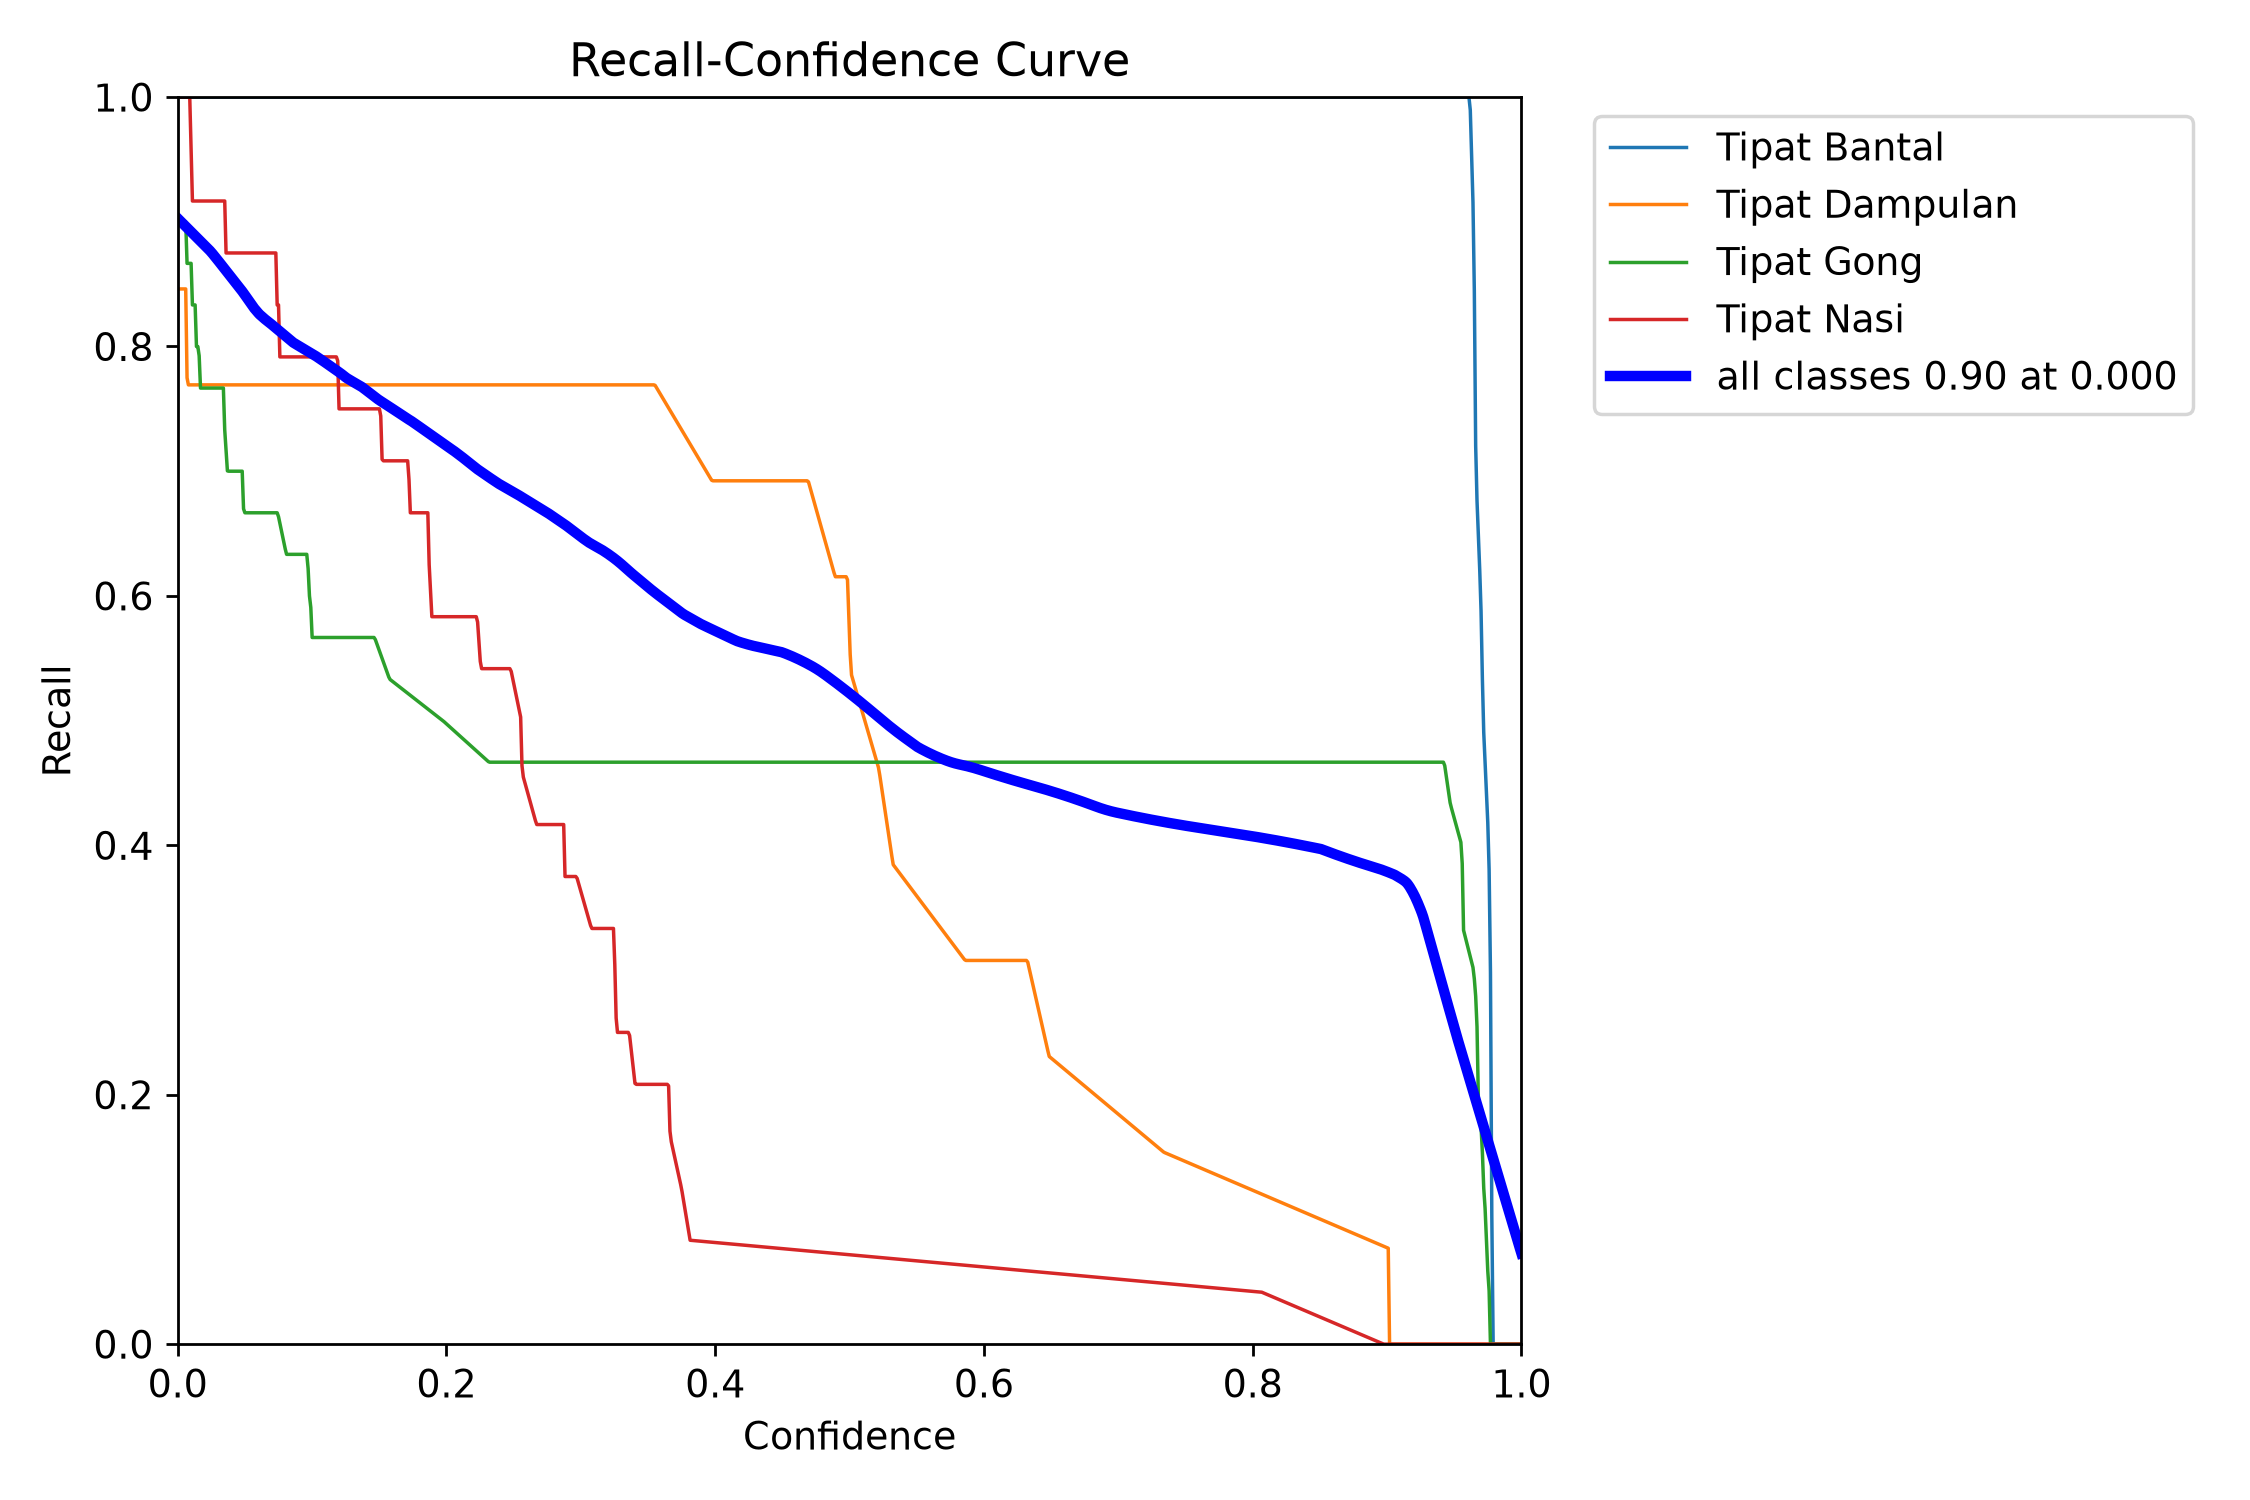 Recall-Confidence Curve
1.0
0.8
0.6
0.4
0.2
0.0
Recall
0.0 0.2 0.4 0.6 0.8 1.0
Confidence
Tipat Bantal
Tipat Dampulan
Tipat Gong
Tipat Nasi
all classes 0.90 at 0.000